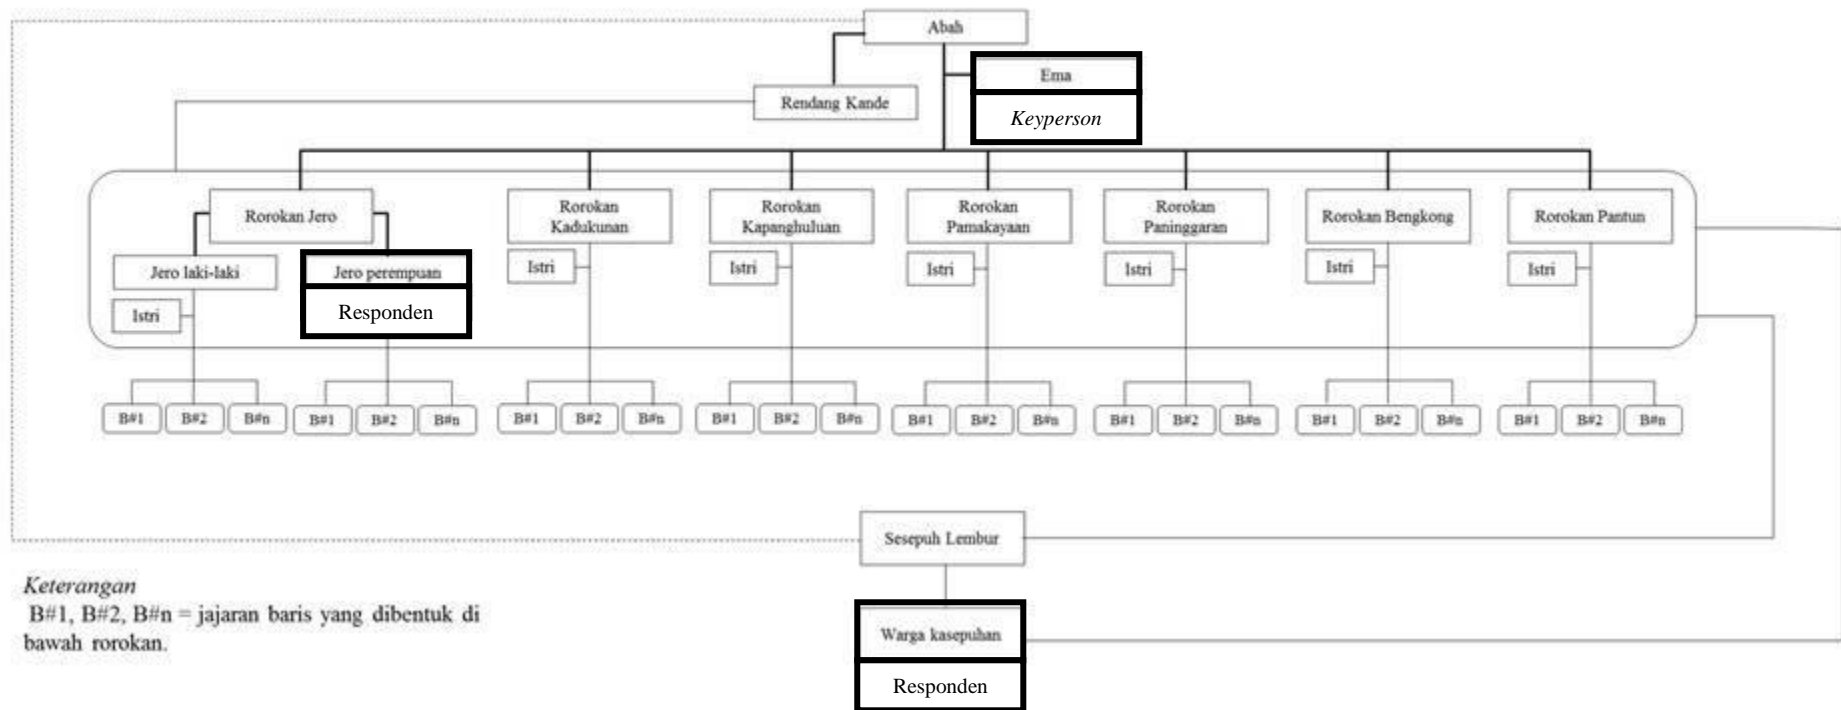 Abah
Ema
Keyperson
Rendang Kande
Rorokan Jero
Rorokan
Kadukunan
Rorokan
Kapanghuluan
Rorokan
Pamakayaan
Rorokan
Paninggaran
Rorokan Bengkong
Rorokan Pantun
Jero laki-laki
Istri
Jero perempuan
Responden
Istri
Istri
Istri
Istri
Istri
Istri
B#1 B#2 B#n
B#1 B#2 B#n
B#1 B#2 B#n
B#1 B#2 B#n
B#1 B#2 B#n
B#1 B#2 B#n
B#1 B#2 B#n
B#1 B#2 B#n
Sesepuh Lembur
Warga kasepuhan
Responden
Keterangan
B#1, B#2, B#n = jajaran baris yang dibentuk di
bawah rorokan.